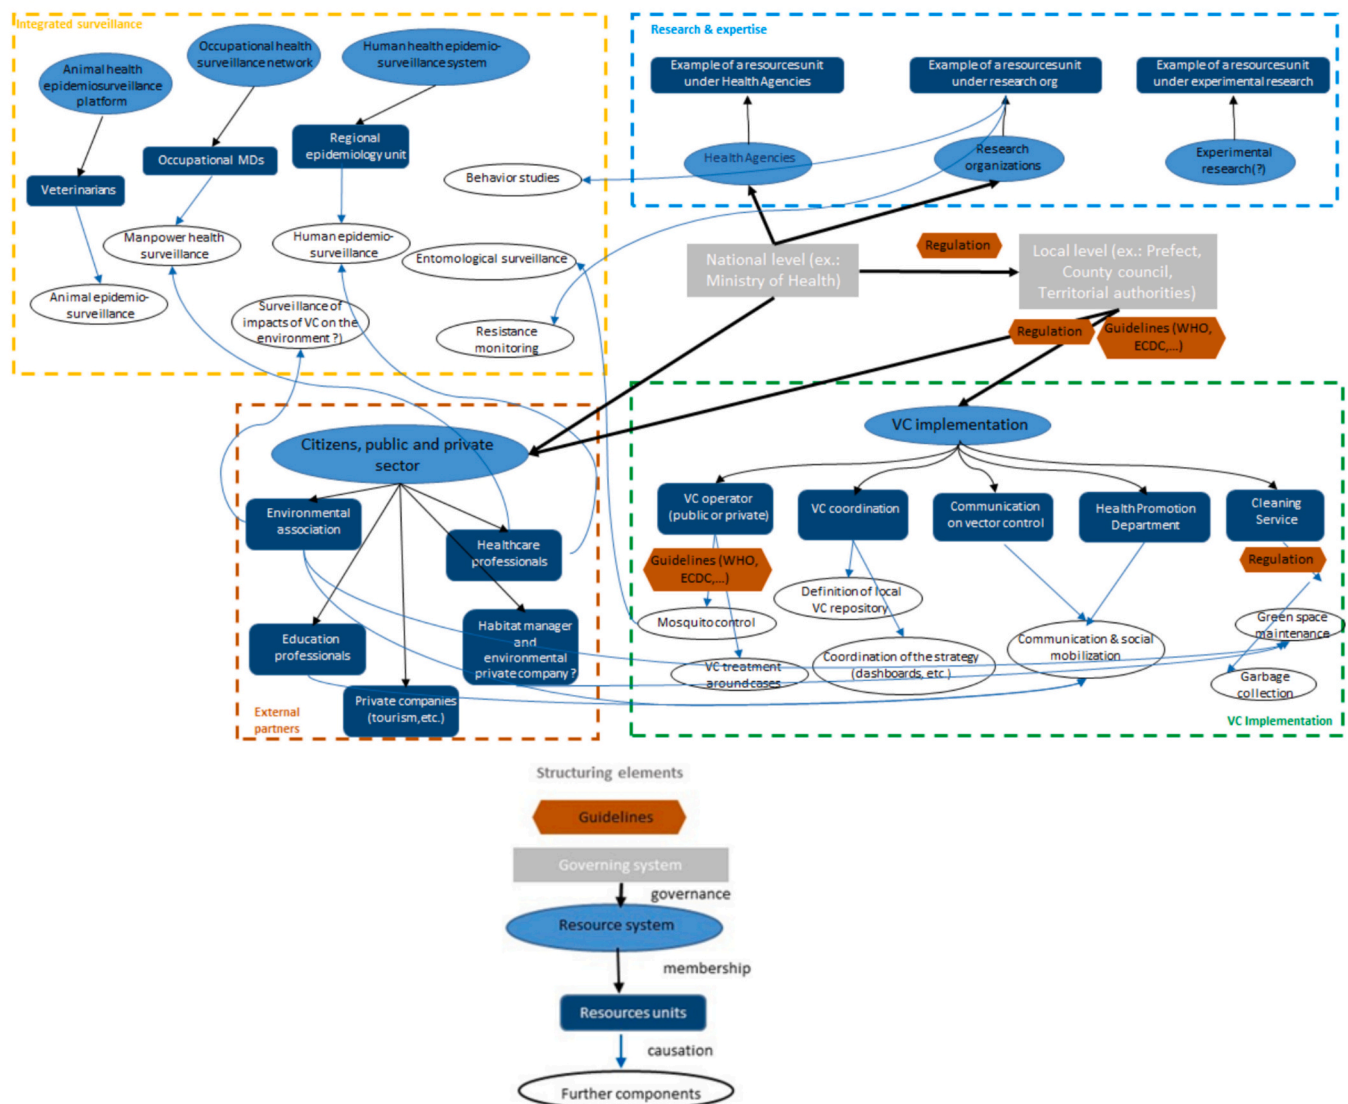 Integrated surveillance
Animal health
epidemiosurveillance
platform
Occupational health
surveillance network
Human health epidemio-
surveillance system
Veterinarians
Occupational MDs
Regional
epidemiology unit
Behavior studies
Manpower health
surveillance
Human epidemio-
surveillance
Entomological surveillance
Animal epidemio-
surveillance
Surveillance of
impacts of VC on the
environment ?)
Resistance
monitoring
Research & expertise
Example of a resources unit
under Health Agencies
Example of a resources unit
under research org
Example of a resources unit
under experimental research
Health Agencies
Research
organizations
Experimental
research(?)
National level (ex.:
Ministry of Health)
Regulation
Local level (ex.: Prefect,
County council,
Territorial authorities)
Regulation
Guidelines (WHO,
ECDC,...)
Citizens, public and private
sector
Environmental
association
Healthcare
professionals
Education
professionals
Habitat manager
and
environmental
private company ?
Private companies
(tourism, etc.)
External
partners
VC implementation
VC operator
(public or private)
VC coordination
Communication
on vector control
Health Promotion
Department
Cleaning
Service
Guidelines (WHO,
ECDC,...)
Regulation
Mosquito control
Definition of local
VC repository
Green space
maintenance
VC treatment
around cases
Coordination of the strategy
(dashboards, etc.)
Communication & social
mobilization
Garbage
collection
VC Implementation
Structuring elements
Guidelines
Governing system
governance
Resource system
membership
Resources units
causation
Further components